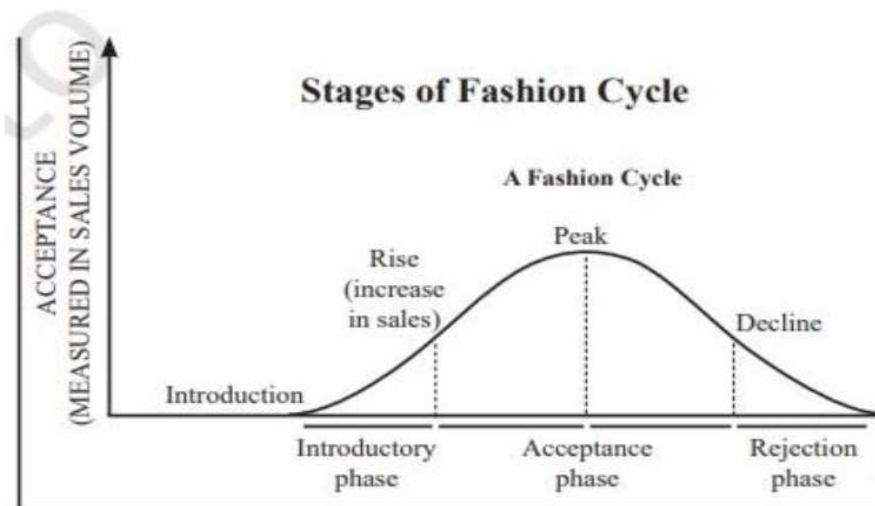 Stages of Fashion Cycle
ACCEPTANCE
(MEASURED IN SALES VOLUME)
A Fashion Cycle
Peak
Rise
(increase
in sales)
Decline
Introduction
Introductory
phase
Acceptance
phase
Rejection
phase